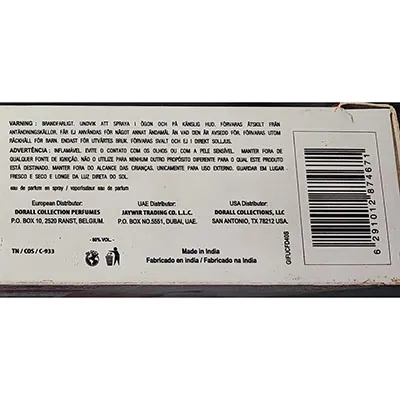 VARNING : BRANDFARLIGT. UNDVIK ATT SPRAYA I ÖGON OCH PÅ KÄNSLIG HUD. FÖRVARAS ÅTSKILT FRÅN
ANTÄNDNINGSKÄLLOR. FÅR EJ ANVÄNDAS FÖR NÅGOT ANNAT ÄNDAMÅL ÄN VAD DEN ÄR AVSEDD FÖR. FÖRVARAS UTOM
RÄCKHÅLL FÖR BARN. ENDAST FÖR UTVÄRTES BRUK. FÖRVARAS SVALT OCH EJ I DIREKT SOLLJUS.
ADVERTÊNCIA : INFLAMÁVEL. EVITE O CONTATO COM OS OLHOS OU COM A PELE SENSÍVEL. MANTER FORA DE
QUALQUER FONTE DE IGNIÇÃO. NÃO O UTILIZE PARA NENHUM OUTRO PROPÓSITO DIFERENTE PARA O QUAL ESTE PRODUTO
ESTÁ DESTINADO. MANTER FORA DO ALCANCE DAS CRIANÇAS. UNICAMENTE PARA USO EXTERNO. GUARDAR EM LUGAR
FRESCO E SECO E LONGE DA LUZ DIRETA DO SOL.
eau de parfum en spray / vaporisateur eau de parfum
European Distributor:
DORALL COLLECTION PERFUMES
P.O. BOX 10, 2520 RANST, BELGIUM.
UAE Distributor:
JAYWIR TRADING CO. L.L.C.
P.O. BOX NO.5551, DUBAI, UAE.
USA Distributor:
DORALL COLLECTIONS, LLC
SAN ANTONIO, TX 78212 USA.
- 80% VOL. -
TN / CDS / C-933
Made in India
Fabricado en india / Fabricado na India
GIFUCFD40S
6 291012 874671